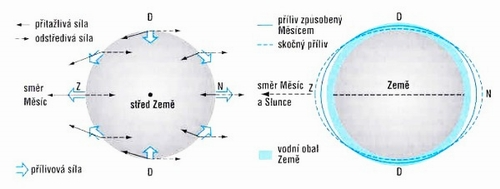 přitažlivá síla
odstředivá síla
D
směr
Měsíc
Z
N
střed Země
přílivová síla
D
příliv způsobený
Měsícem
skočný příliv
D
směr Měsíc
a Slunce
Z
Země
N
vodní obal
Země
D